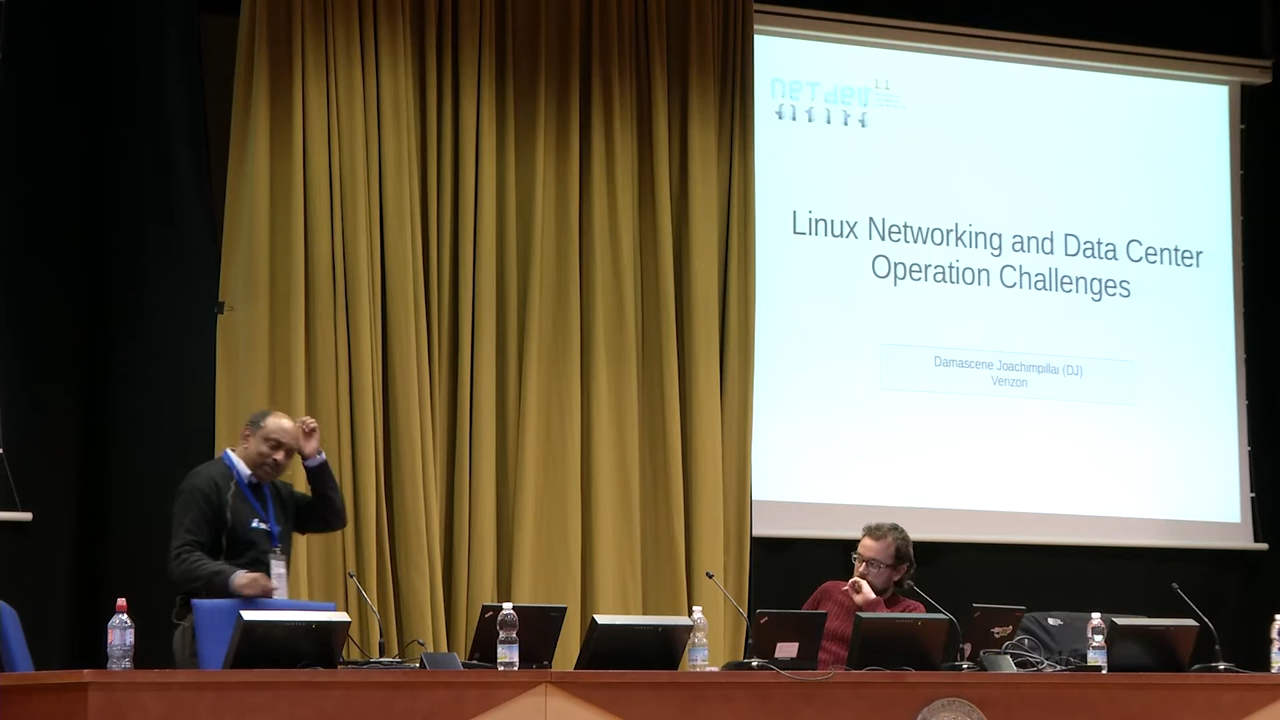 netdev 1.1
Linux Networking and Data Center
Operation Challenges
Damascene Joachimpillai (DJ)
Verizon